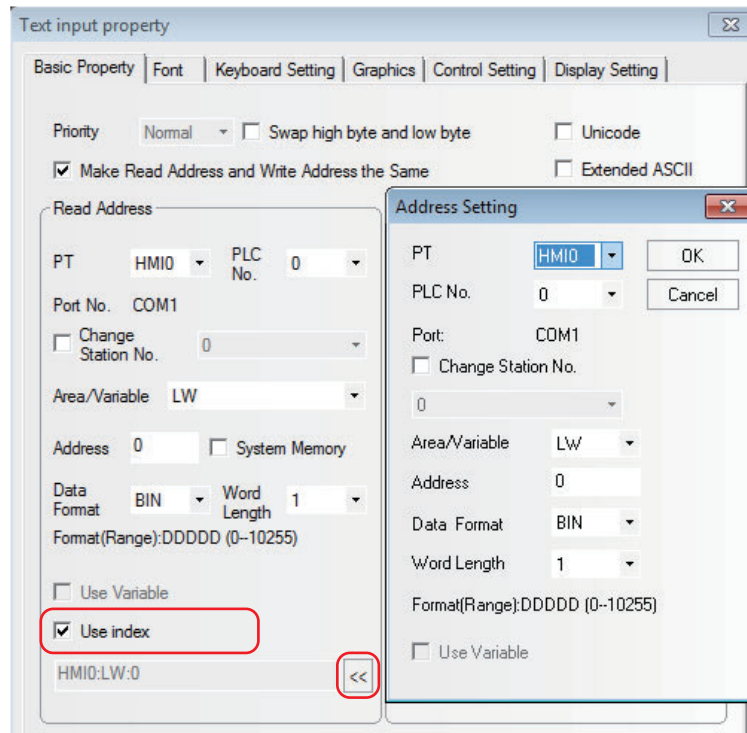 Text input property
Basic Property Font Keyboard Setting Graphics Control Setting Display Setting
Priority Normal Swap high byte and low byte Unicode
Make Read Address and Write Address the Same Extended ASCII
Read Address
PT HMI0 PLC No. 0
Port No. COM1
Change Station No. 0
Area/Variable LW
Address 0 System Memory
Data Format BIN Word Length 1
Format(Range):DDDDD (0--10255)
Use Variable
Use index
HMI0:LW:0 <<
Address Setting
PT HMI0 OK
PLC No. 0 Cancel
Port: COM1
Change Station No.
0
Area/Variable LW
Address 0
Data Format BIN
Word Length 1
Format(Range):DDDDD (0--10255)
Use Variable